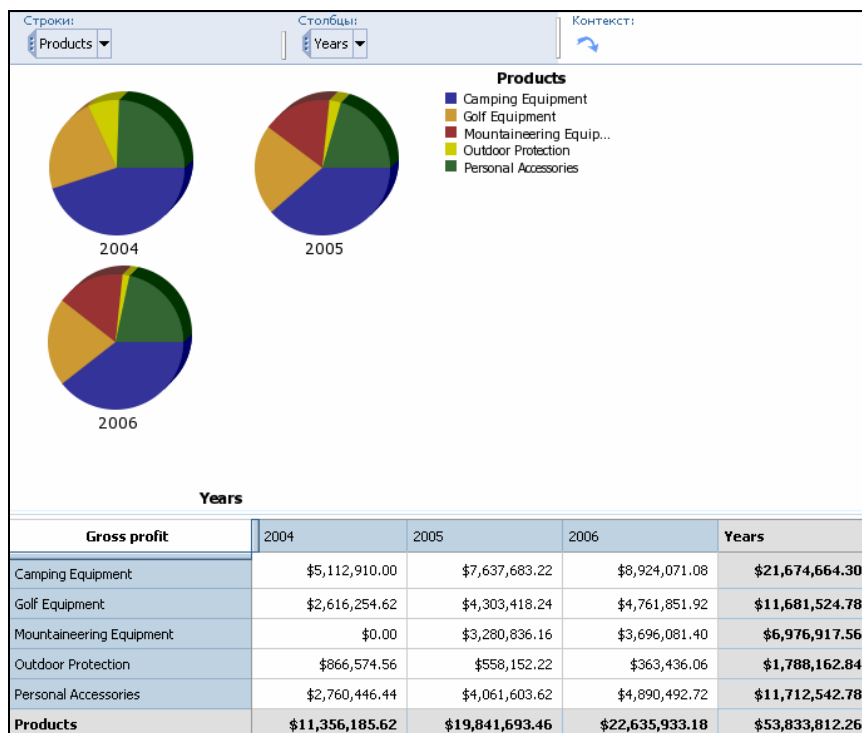 Строки: Столбцы: Контекст:
Products Years
Products
Camping Equipment
Golf Equipment
Mountaineering Equip...
Outdoor Protection
Personal Accessories
2004 2005
2006
Years
Gross profit 2004 2005 2006 Years
Camping Equipment $5,112,910.00 $7,637,683.22 $8,924,071.08 $21,674,664.30
Golf Equipment $2,616,254.62 $4,303,418.24 $4,761,851.92 $11,681,524.78
Mountaineering Equipment $0.00 $3,280,836.16 $3,696,081.40 $6,976,917.56
Outdoor Protection $866,574.56 $558,152.22 $363,436.06 $1,788,162.84
Personal Accessories $2,760,446.44 $4,061,603.62 $4,890,492.72 $11,712,542.78
Products $11,356,185.62 $19,841,693.46 $22,635,933.18 $53,833,812.26